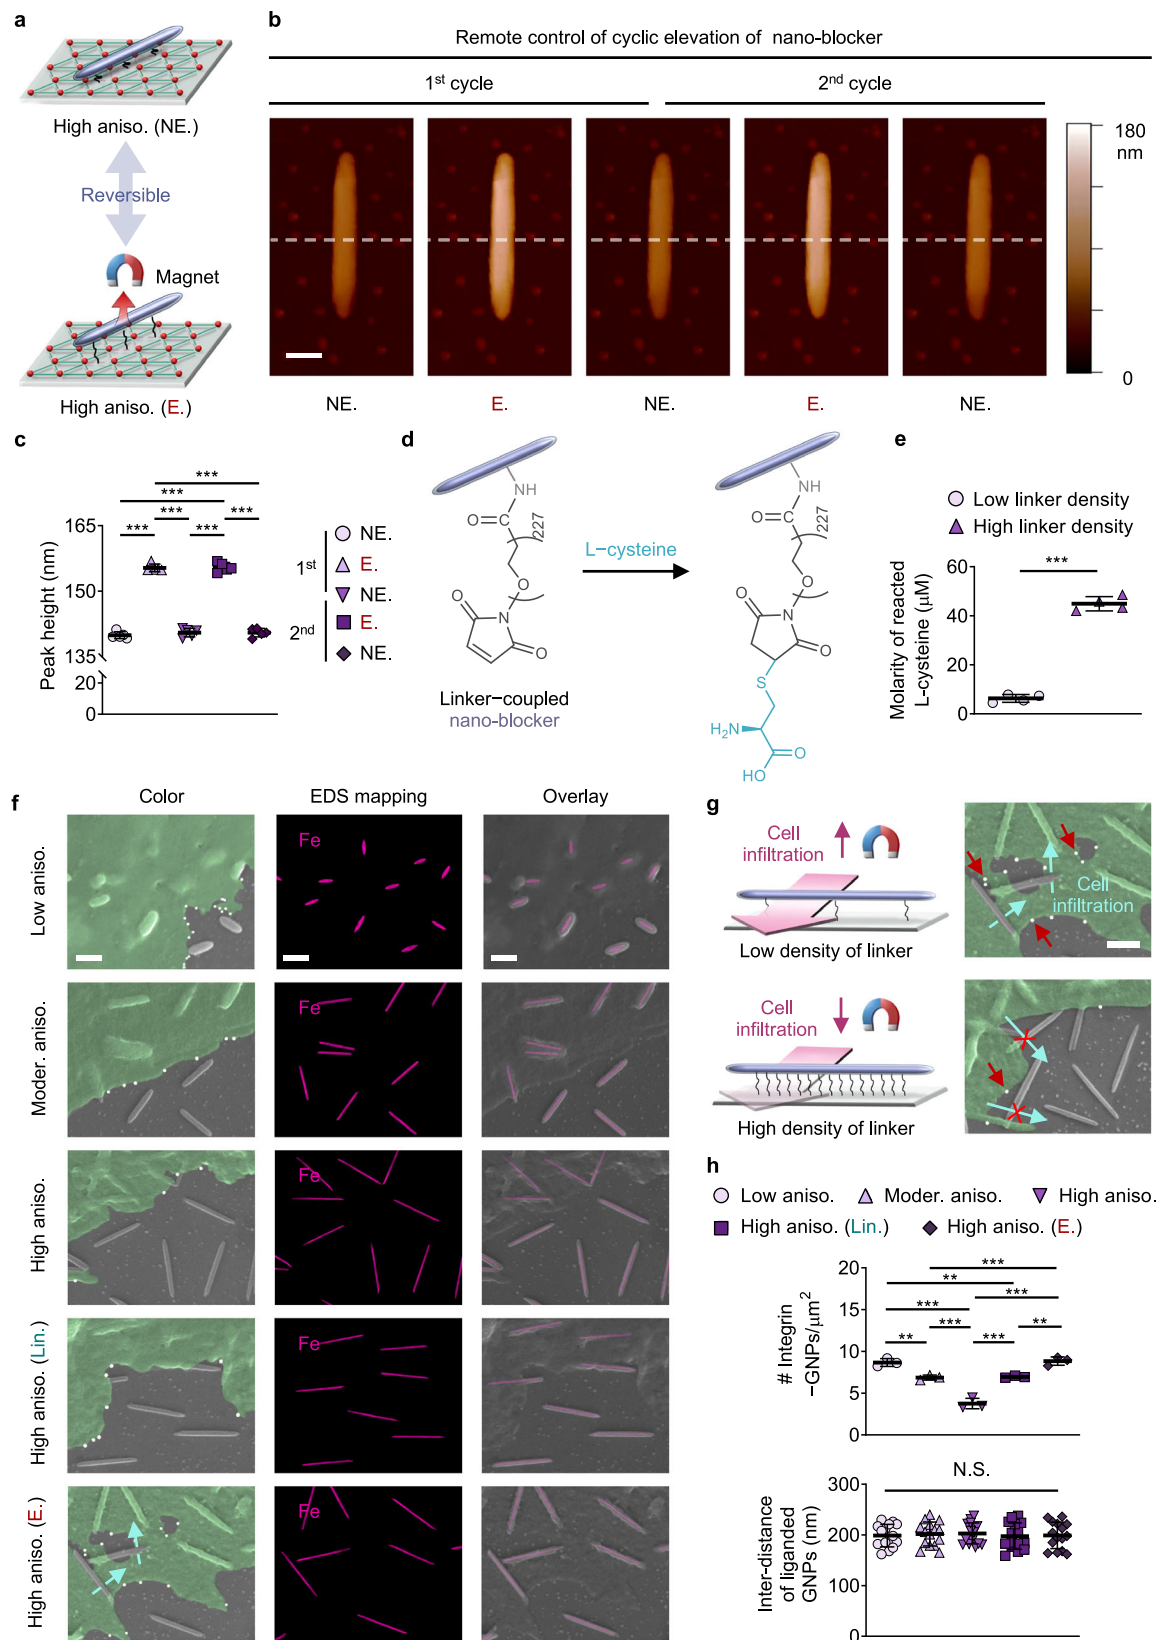 a
High aniso. (NE.)
Reversible
Magnet
High aniso. (E.)
b
Remote control of cyclic elevation of nano-blocker
1st cycle
2nd cycle
180
nm
0
NE.
E.
NE.
E.
NE.
c
Peak height (nm)
165
150
135
20
0
***
***
***
***
***
***
1st
2nd
NE.
E.
NE.
E.
NE.
d
NH
O
C
227
O
N
O
O
Linker−coupled
nano−blocker
L−cysteine
NH
O
C
227
O
O
N
O
S
H2N
O
HO
e
Low linker density
High linker density
Molarity of reacted
L-cysteine (μM)
60
40
20
0
***
f
Color
EDS mapping
Overlay
Low aniso.
Fe
Moder. aniso.
Fe
High aniso.
Fe
High aniso. (Lin.)
Fe
High aniso. (E.)
Fe
g
Cell
infiltration
Low density of linker
Cell
infiltration
Cell
infiltration
High density of linker
h
Low aniso.
Moder. aniso.
High aniso.
High aniso. (Lin.)
High aniso. (E.)
# Integrin
−GNPs/μm2
20
15
10
5
0
***
**
***
***
**
***
***
**
Inter-distance
of liganded
GNPs (nm)
300
200
100
0
N.S.